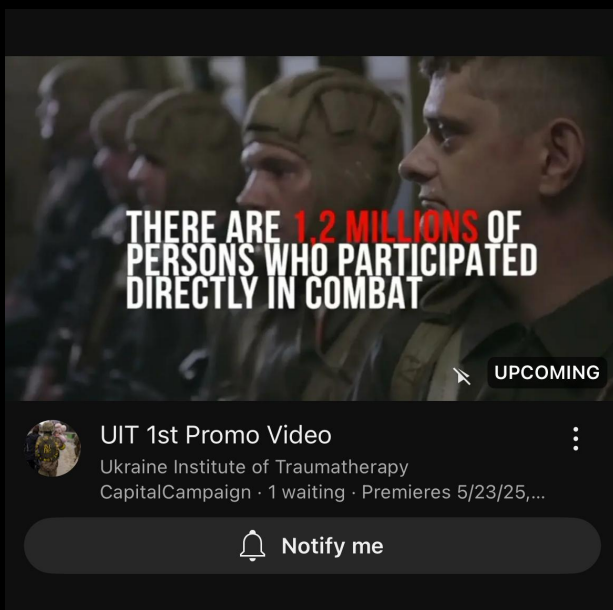 THERE ARE 1.2 MILLIONS OF
PERSONS WHO PARTICIPATED
DIRECTLY IN COMBAT
UPCOMING
UIT 1st Promo Video
Ukraine Institute of Traumatherapy
CapitalCampaign · 1 waiting · Premieres 5/23/25,...
Notify me